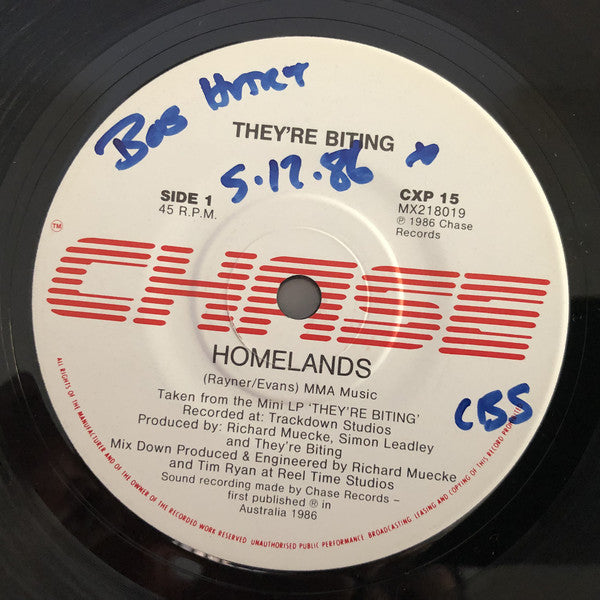 THEY'RE BITING
5.12.86
SIDE 1
45 R.P.M.
CXP 15
MX218019
℗ 1986 Chase
Records
TM
CHASE
HOMELANDS
(Rayner/Evans) MMA Music
Taken from the Mini LP 'THEY'RE BITING'
Recorded at: Trackdown Studios
Produced by: Richard Muecke, Simon Leadley
and They're Biting
Mix Down Produced & Engineered by Richard Muecke
and Tim Ryan at Reel Time Studios
Sound recording made by Chase Records –
first published ℗ in
Australia 1986
CBS
ALL RIGHTS OF THE MANUFACTURER AND OF THE OWNER OF THE RECORDED WORK RESERVED. UNAUTHORISED PUBLIC PERFORMANCE, BROADCASTING, LEASING AND COPYING OF THIS RECORD PROHIBITED